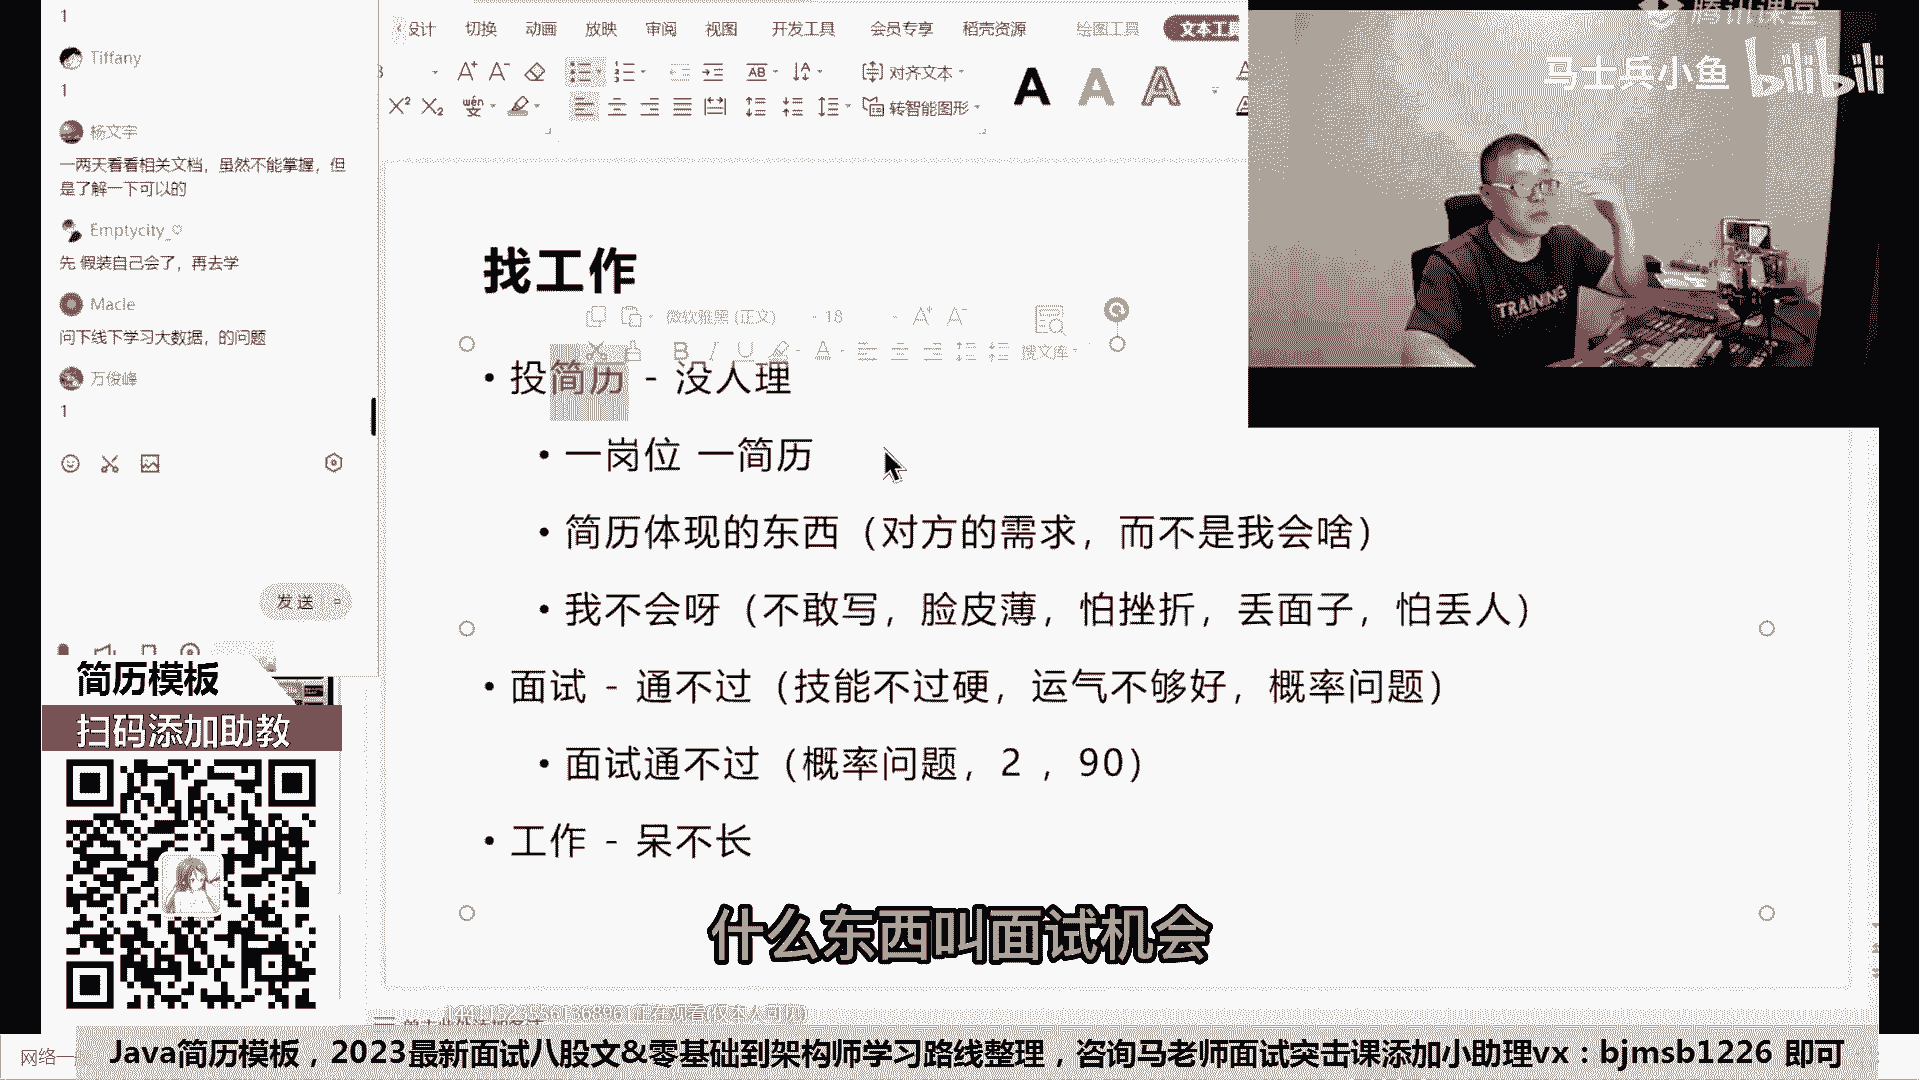 1
Tiffany
1
杨文宇
一两天看看相关文档，虽然不能掌握，但
是了解一下可以的
Emptycity_♡
先 假装自己会了，再去学
Macle
问下线下学习大数据，的问题
万俊峰
1
发送
简历模板
扫码添加助教
设计 切换 动画 放映 审阅 视图 开发工具 会员专享 稻壳资源 绘图工具 文本工具
对齐文本
转智能图形
腾讯课堂
马士兵小鱼 bilibili
TRAINING
找工作
微软雅黑 (正文) 18
搜文库
• 投简历 - 没人理
• 一岗位 一简历
• 简历体现的东西（对方的需求，而不是我会啥）
• 我不会呀（不敢写，脸皮薄，怕挫折，丢面子，怕丢人）
• 面试 - 通不过（技能不过硬，运气不够好，概率问题）
• 面试通不过（概率问题，2 ，90）
• 工作 - 呆不长
什么东西叫面试机会
Java简历模板，2023最新面试八股文&零基础到架构师学习路线整理，咨询马老师面试突击课添加小助理vx：bjmsb1226 即可